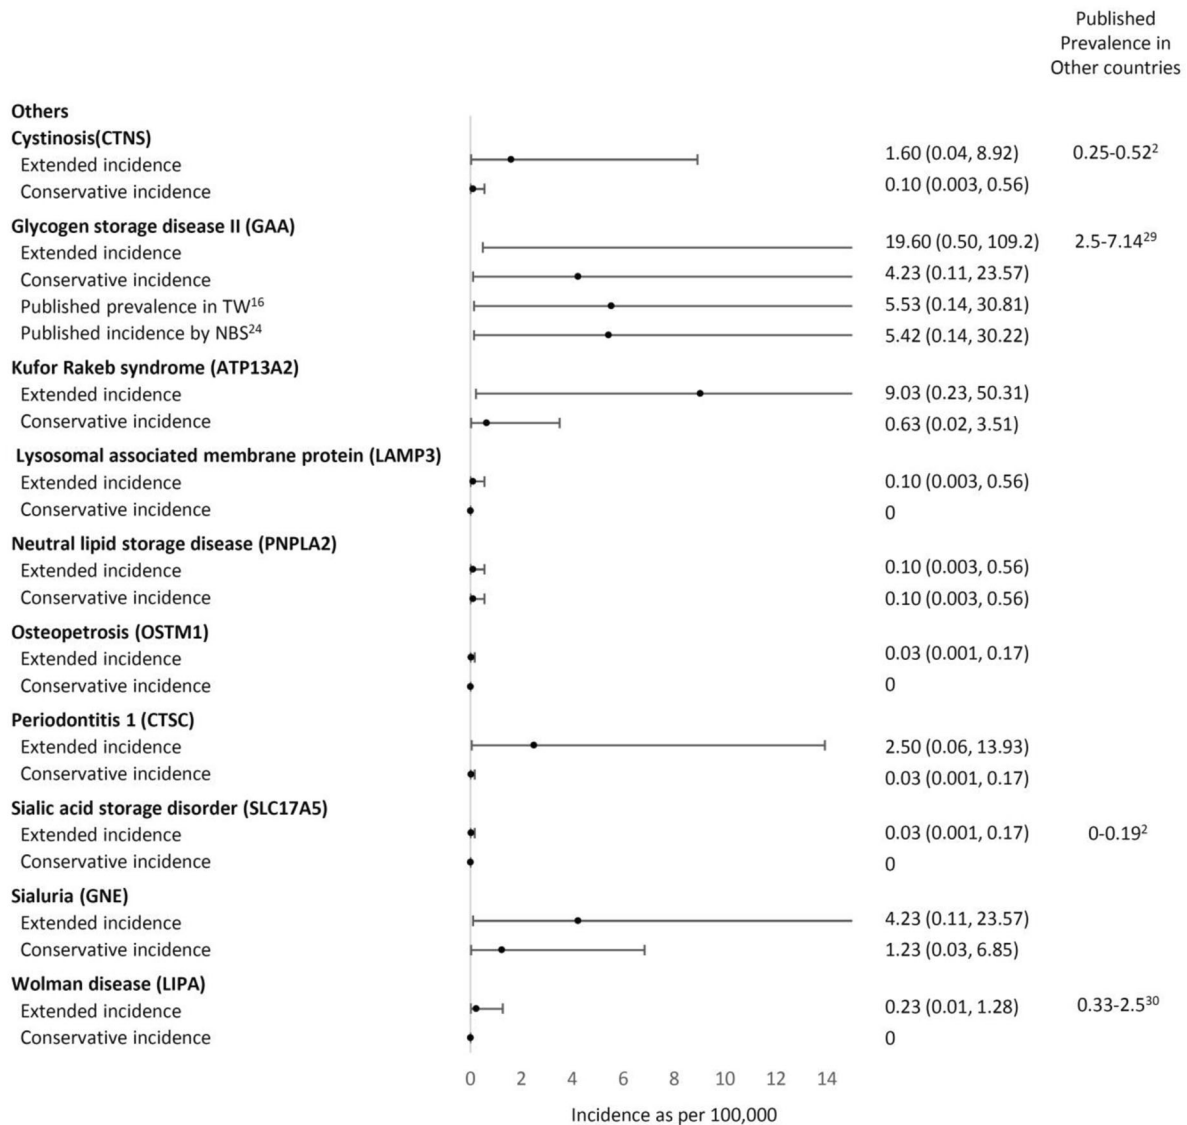 Published
Prevalence in
Other countries
Others
Cystinosis(CTNS)
Extended incidence 1.60 (0.04, 8.92) 0.25-0.52²
Conservative incidence 0.10 (0.003, 0.56)
Glycogen storage disease II (GAA)
Extended incidence 19.60 (0.50, 109.2) 2.5-7.14²⁹
Conservative incidence 4.23 (0.11, 23.57)
Published prevalence in TW¹⁶ 5.53 (0.14, 30.81)
Published incidence by NBS²⁴ 5.42 (0.14, 30.22)
Kufor Rakeb syndrome (ATP13A2)
Extended incidence 9.03 (0.23, 50.31)
Conservative incidence 0.63 (0.02, 3.51)
Lysosomal associated membrane protein (LAMP3)
Extended incidence 0.10 (0.003, 0.56)
Conservative incidence 0
Neutral lipid storage disease (PNPLA2)
Extended incidence 0.10 (0.003, 0.56)
Conservative incidence 0.10 (0.003, 0.56)
Osteopetrosis (OSTM1)
Extended incidence 0.03 (0.001, 0.17)
Conservative incidence 0
Periodontitis 1 (CTSC)
Extended incidence 2.50 (0.06, 13.93)
Conservative incidence 0.03 (0.001, 0.17)
Sialic acid storage disorder (SLC17A5)
Extended incidence 0.03 (0.001, 0.17) 0-0.19²
Conservative incidence 0
Sialuria (GNE)
Extended incidence 4.23 (0.11, 23.57)
Conservative incidence 1.23 (0.03, 6.85)
Wolman disease (LIPA)
Extended incidence 0.23 (0.01, 1.28) 0.33-2.5³⁰
Conservative incidence 0
0 2 4 6 8 10 12 14
Incidence as per 100,000